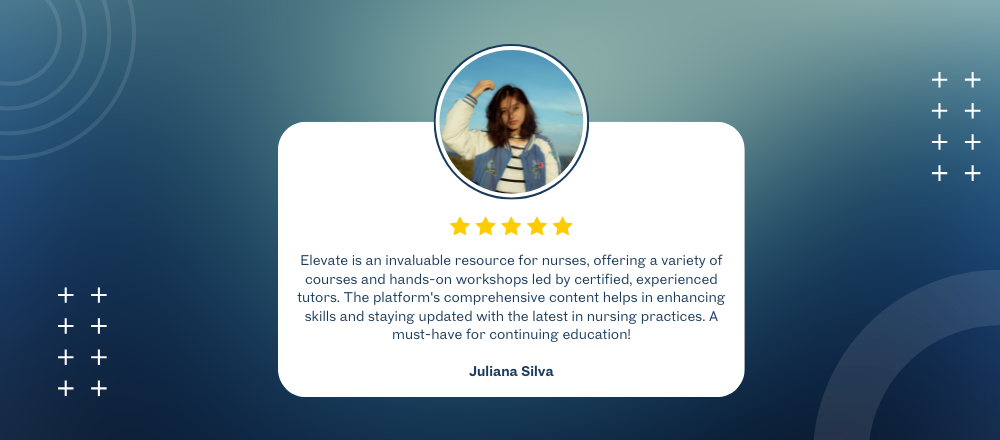 Elevate is an invaluable resource for nurses, offering a variety of
courses and hands-on workshops led by certified, experienced
tutors. The platform's comprehensive content helps in enhancing
skills and staying updated with the latest in nursing practices. A
must-have for continuing education!
Juliana Silva